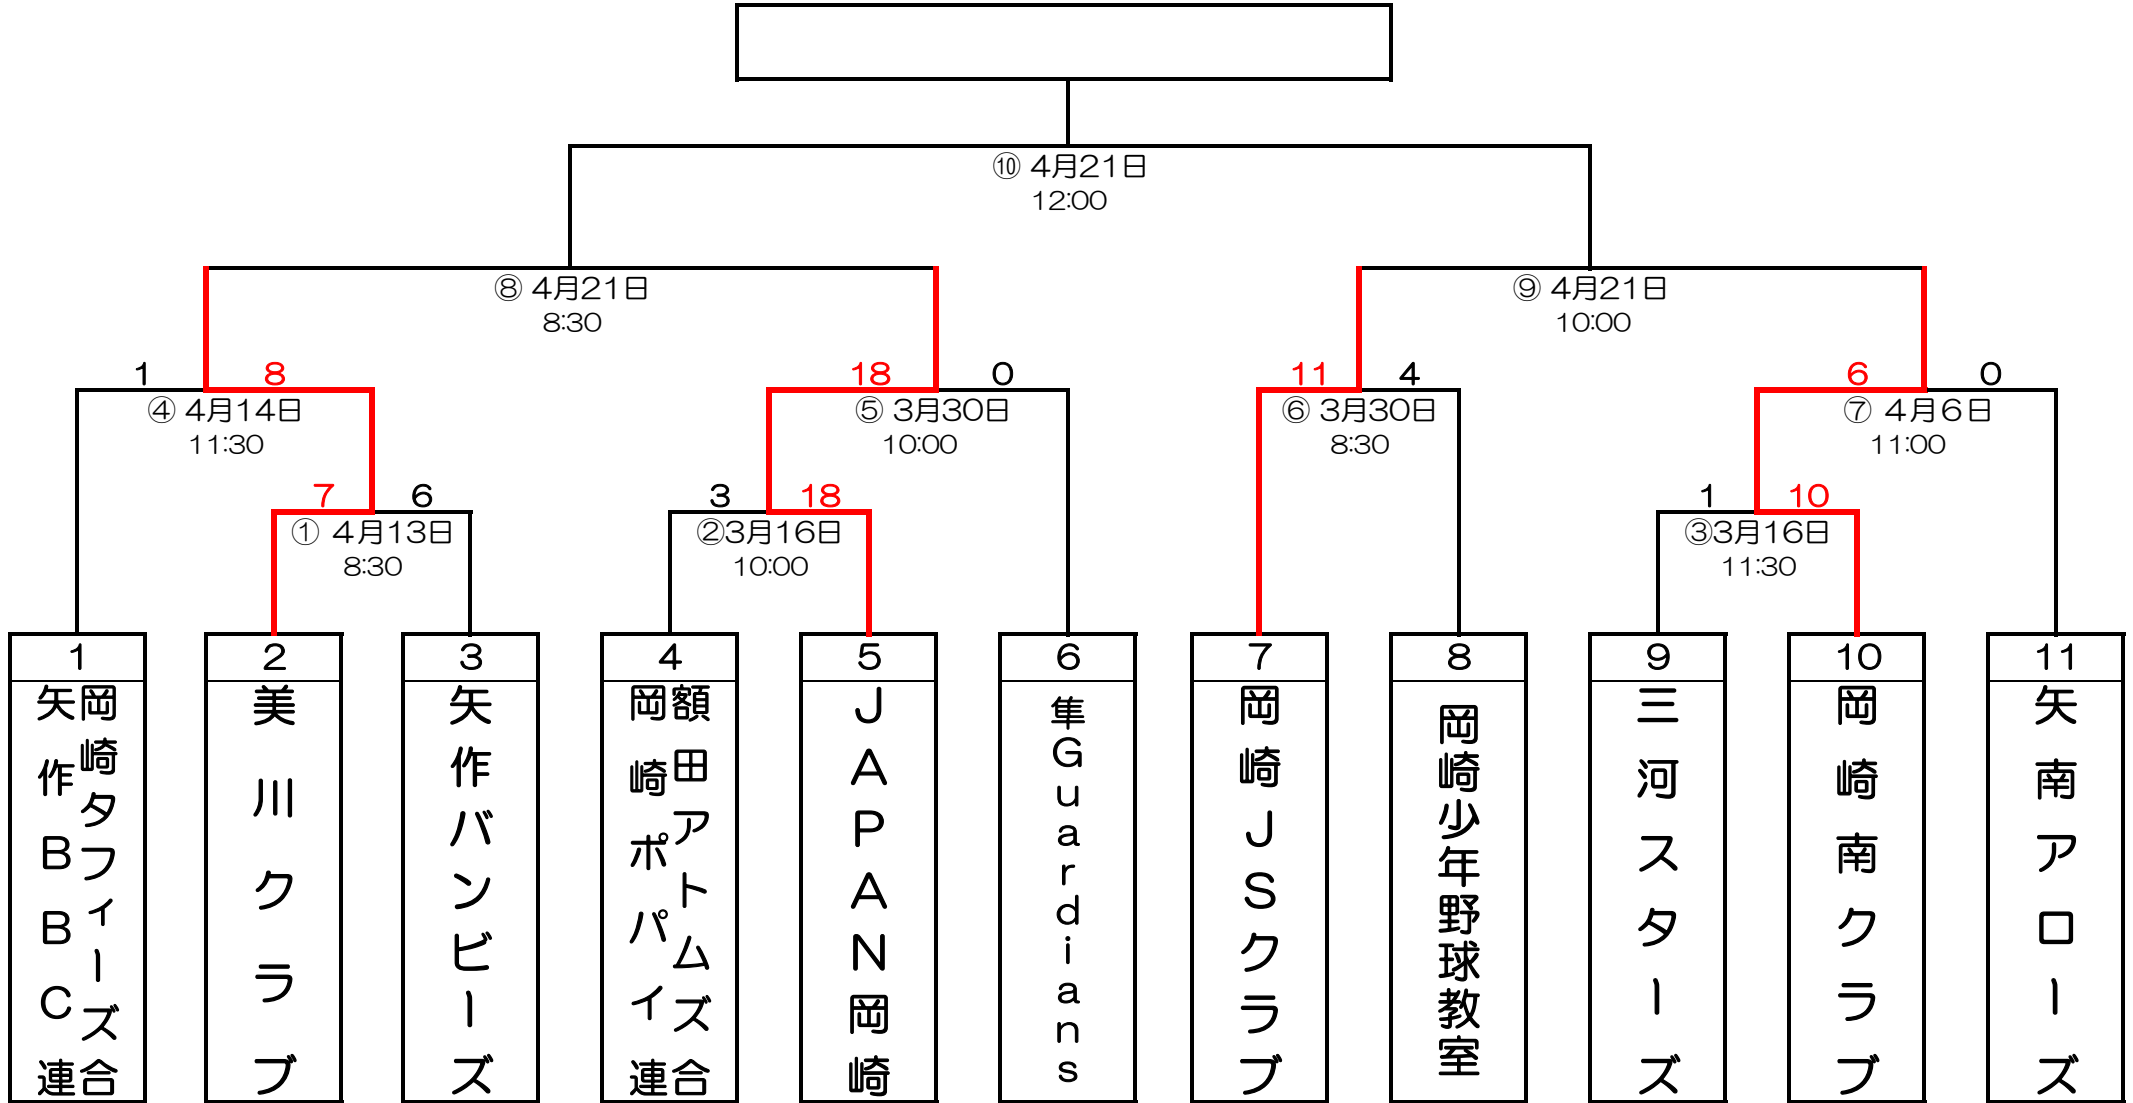 ⑩ 4月21日
12:00
⑧ 4月21日
8:30
⑨ 4月21日
10:00
1 8
18 0
11 4
6 0
④ 4月14日
11:30
⑤ 3月30日
10:00
⑥ 3月30日
8:30
⑦ 4月6日
11:00
7 6
3 18
1 10
① 4月13日
8:30
②3月16日
10:00
③3月16日
11:30
1
岡崎タフィーズ
矢作BBC
連合
2
美川クラブ
3
矢作バンビーズ
4
額田アトムズ
岡崎ポパイ
連合
5
JAPAN岡崎
6
隼Guardians
7
岡崎JSクラブ
8
岡崎少年野球教室
9
三河スターズ
10
岡崎南クラブ
11
矢南アローズ